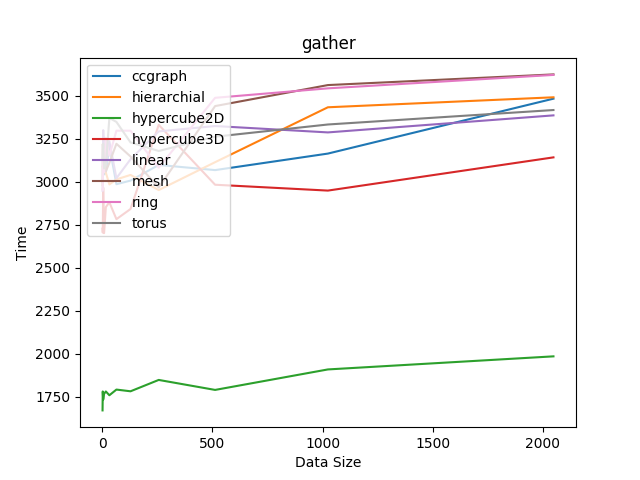 gather
ccgraph
hierarchial
hypercube2D
hypercube3D
linear
mesh
ring
torus
Time
3500
3250
3000
2750
2500
2250
2000
1750
0
500
1000
1500
2000
Data Size